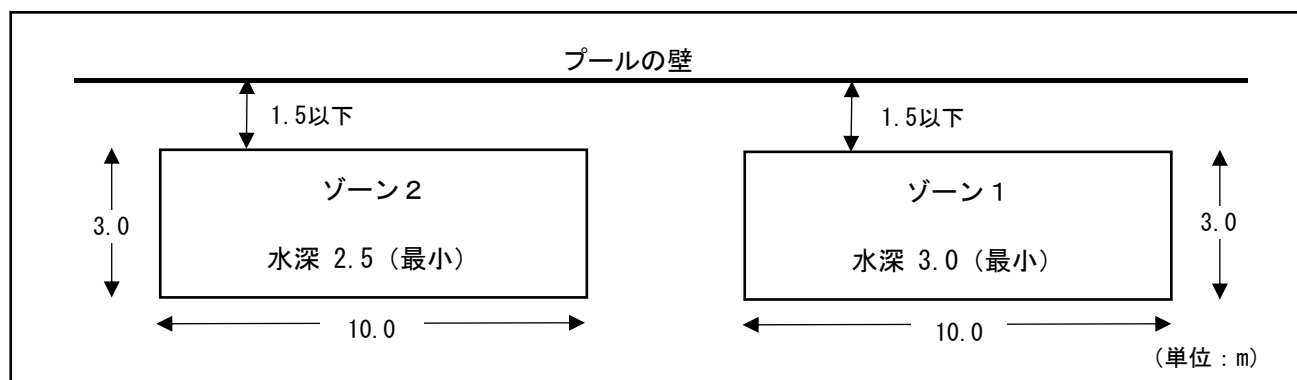 プールの壁
1.5以下
1.5以下
ゾーン２
ゾーン１
3.0
3.0
水深 2.5（最小）
水深 3.0（最小）
10.0
10.0
（単位：m）